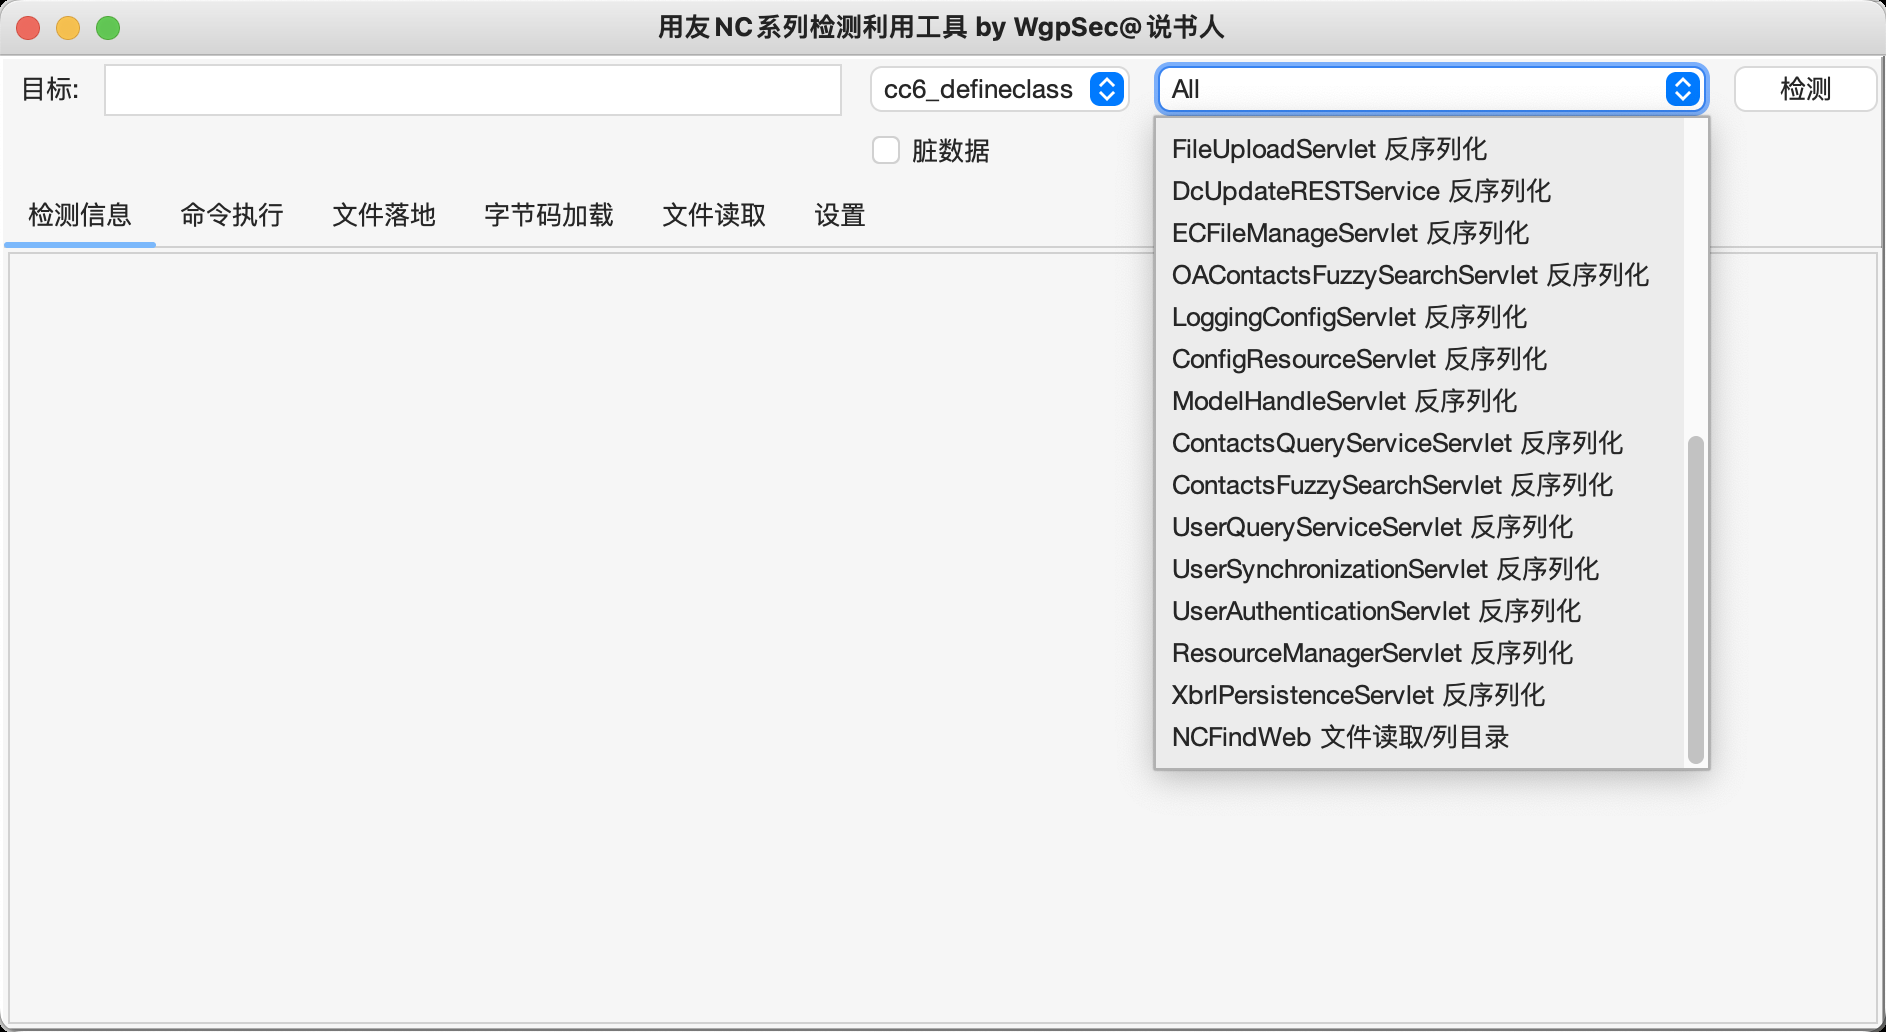 用友NC系列检测利用工具 by WgpSec@说书人
目标: cc6_defineclass All 检测
脏数据
检测信息 命令执行 文件落地 字节码加载 文件读取 设置
FileUploadServlet 反序列化
DcUpdateRESTService 反序列化
ECFileManageServlet 反序列化
OAContactsFuzzySearchServlet 反序列化
LoggingConfigServlet 反序列化
ConfigResourceServlet 反序列化
ModelHandleServlet 反序列化
ContactsQueryServiceServlet 反序列化
ContactsFuzzySearchServlet 反序列化
UserQueryServiceServlet 反序列化
UserSynchronizationServlet 反序列化
UserAuthenticationServlet 反序列化
ResourceManagerServlet 反序列化
XbrlPersistenceServlet 反序列化
NCFindWeb 文件读取/列目录